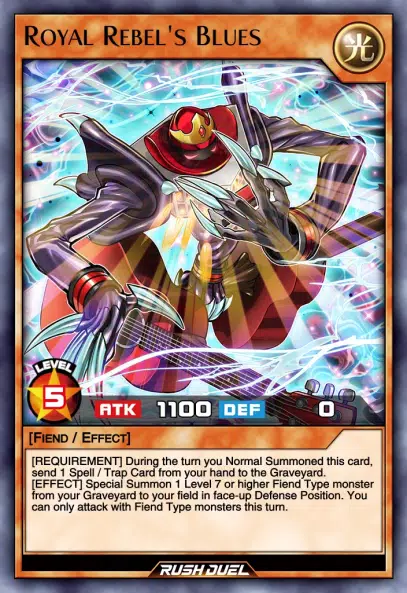 Royal Rebel's Blues
光
LEVEL
5
ATK 1100 DEF 0
[Fiend / Effect]
[REQUIREMENT] During the turn you Normal Summoned this card,
send 1 Spell / Trap Card from your hand to the Graveyard.
[EFFECT] Special Summon 1 Level 7 or higher Fiend Type monster
from your Graveyard to your field in face-up Defense Position. You
can only attack with Fiend Type monsters this turn.
RUSH DUEL